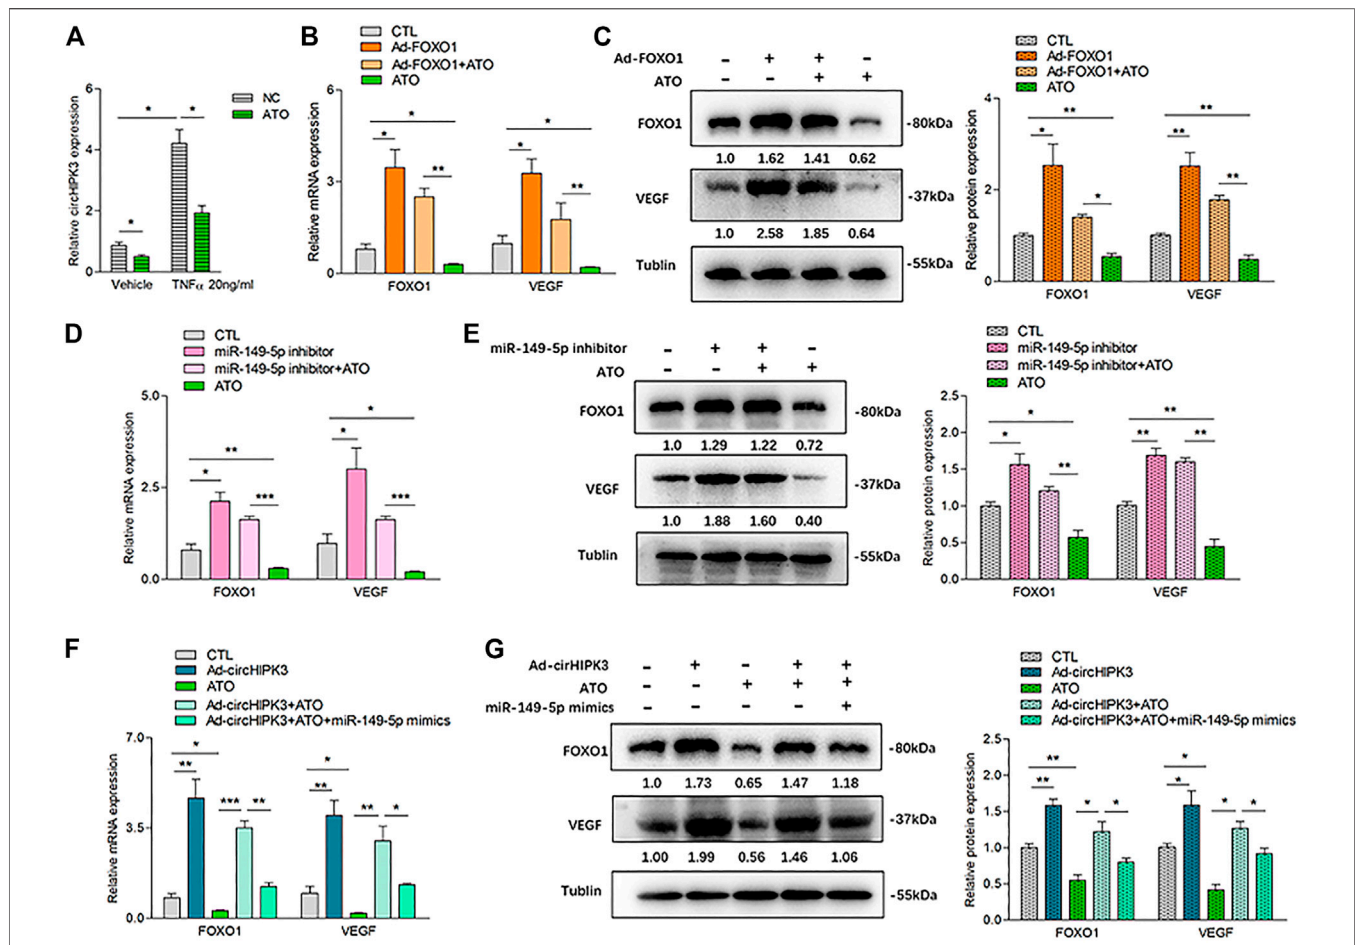 A
NC
ATO
Relative circHIPK3 expression
6
4
2
0
*
*
*
Vehicle
TNFα 20ng/ml
B
CTL
Ad-FOXO1
Ad-FOXO1+ATO
ATO
Relative mRNA expression
6
3
0
*
*
**
*
*
**
FOXO1
VEGF
C
Ad-FOXO1 - + + -
ATO - - + +
FOXO1
-80kDa
1.0 1.62 1.41 0.62
VEGF
-37kDa
1.0 2.58 1.85 0.64
Tublin
-55kDa
CTL
Ad-FOXO1
Ad-FOXO1+ATO
ATO
Relative protein expression
4
2
0
**
*
*
**
**
**
FOXO1
VEGF
D
CTL
miR-149-5p inhibitor
miR-149-5p inhibitor+ATO
ATO
Relative mRNA expression
5.0
2.5
0.0
**
*
***
*
*
***
FOXO1
VEGF
E
miR-149-5p inhibitor - + + -
ATO - - + +
FOXO1
-80kDa
1.0 1.29 1.22 0.72
VEGF
-37kDa
1.0 1.88 1.60 0.40
Tublin
-55kDa
CTL
miR-149-5p inhibitor
miR-149-5p inhibitor+ATO
ATO
Relative protein expression
2.5
2.0
1.5
1.0
0.5
0.0
*
*
**
**
**
**
FOXO1
VEGF
F
CTL
Ad-circHIPK3
ATO
Ad-circHIPK3+ATO
Ad-circHIPK3+ATO+miR-149-5p mimics
Relative mRNA expression
7.0
3.5
0.0
*
**
***
**
*
**
**
*
FOXO1
VEGF
G
Ad-cirHIPK3 - + - + +
ATO - - + + +
miR-149-5p mimics - - - - +
FOXO1
-80kDa
1.0 1.73 0.65 1.47 1.18
VEGF
-37kDa
1.00 1.99 0.56 1.46 1.06
Tublin
-55kDa
CTL
Ad-circHIPK3
ATO
Ad-circHIPK3+ATO
Ad-circHIPK3+ATO+miR-149-5p mimics
Relative protein expression
2.5
2.0
1.5
1.0
0.5
0.0
**
**
*
*
*
*
*
*
FOXO1
VEGF